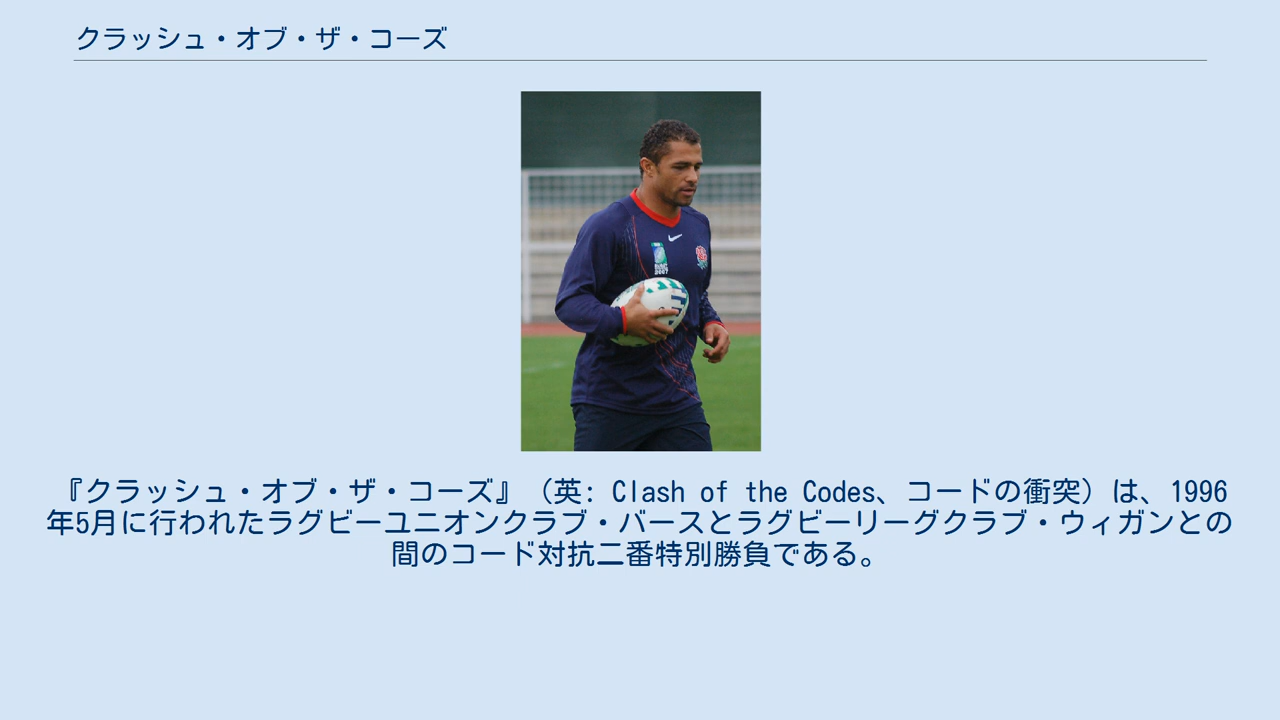 クラッシュ・オブ・ザ・コーズ
『クラッシュ・オブ・ザ・コーズ』（英: Clash of the Codes、コードの衝突）は、1996
年5月に行われたラグビーユニオンクラブ・バースとラグビーリーグクラブ・ウィガンとの
間のコード対抗二番特別勝負である。